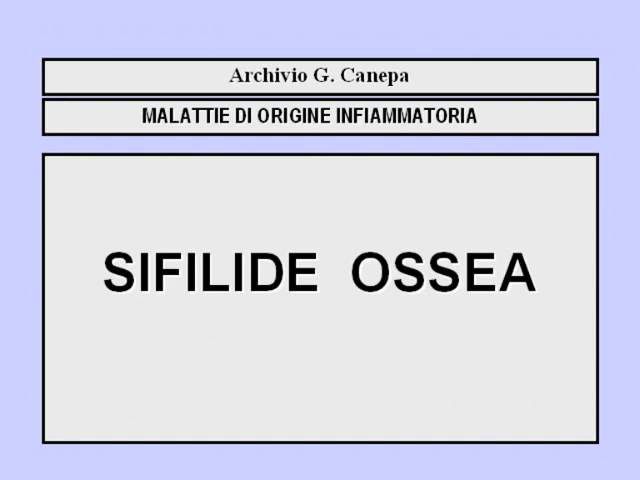 Archivio G. Canepa
MALATTIE DI ORIGINE INFIAMMATORIA
SIFILIDE OSSEA